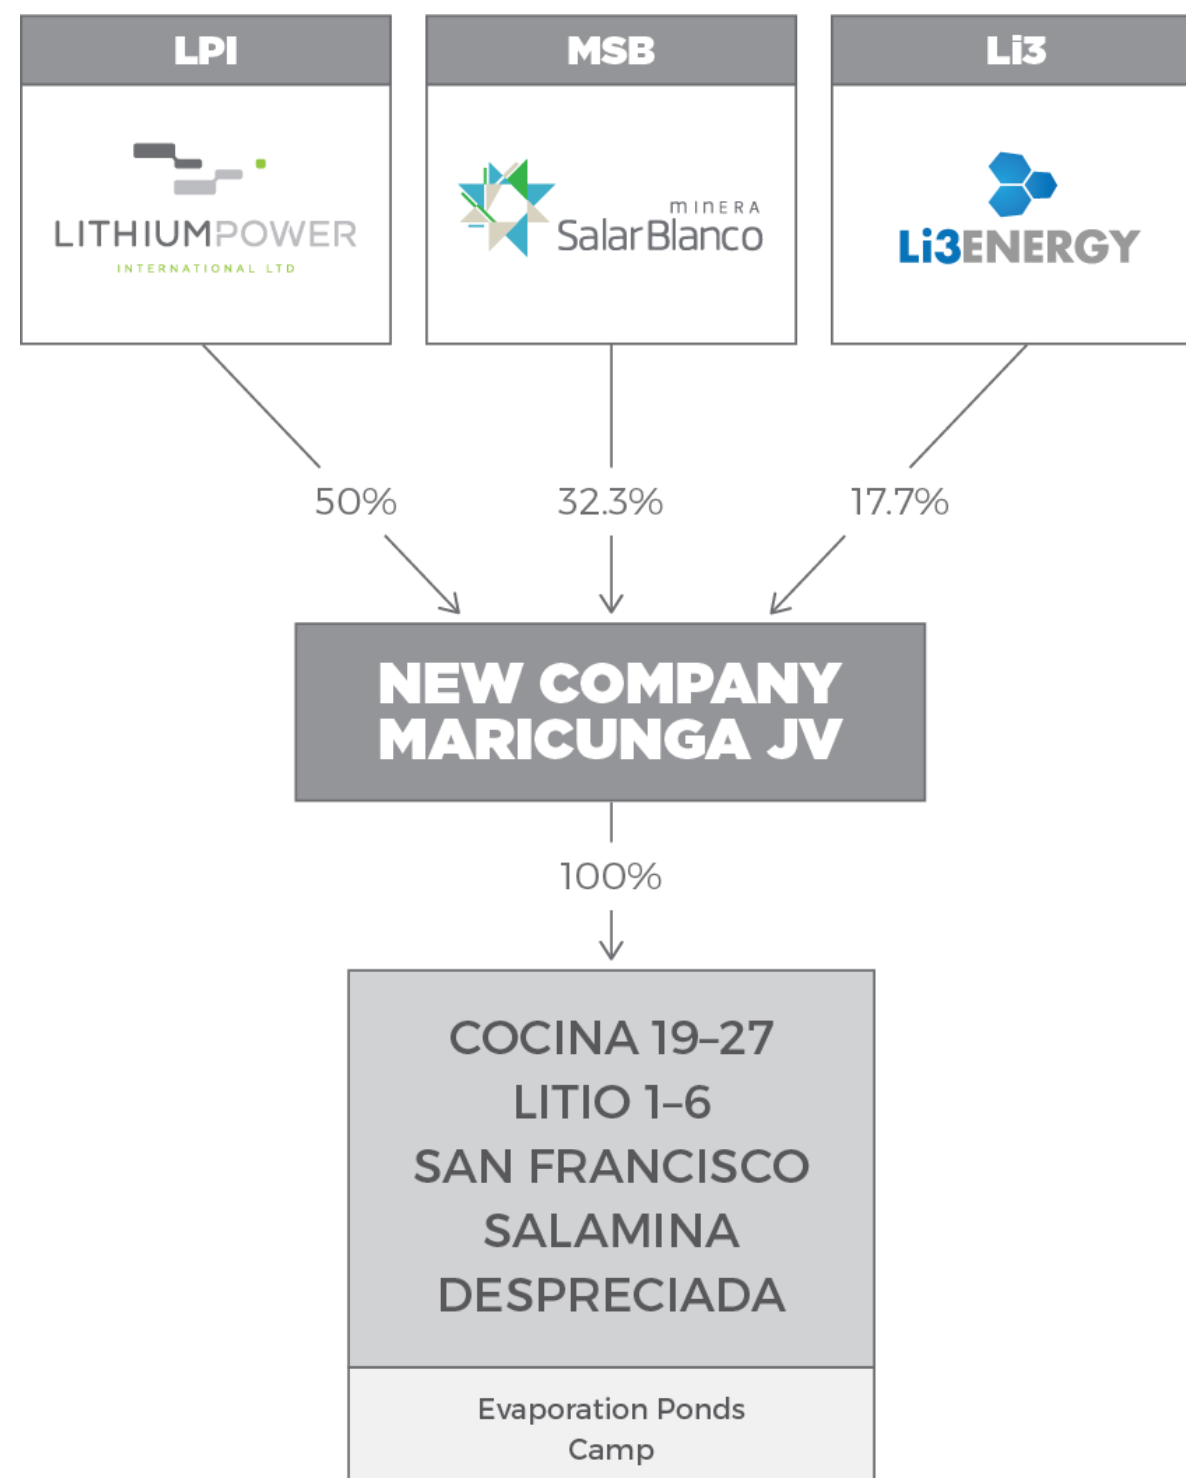 LPI
MSB
Li3
LITHIUMPOWER
INTERNATIONAL LTD
MINERA
SalarBlanco
Li3ENERGY
50%
32.3%
17.7%
NEW COMPANY
MARICUNGA JV
100%
COCINA 19–27
LITIO 1–6
SAN FRANCISCO
SALAMINA
DESPRECIADA
Evaporation Ponds
Camp